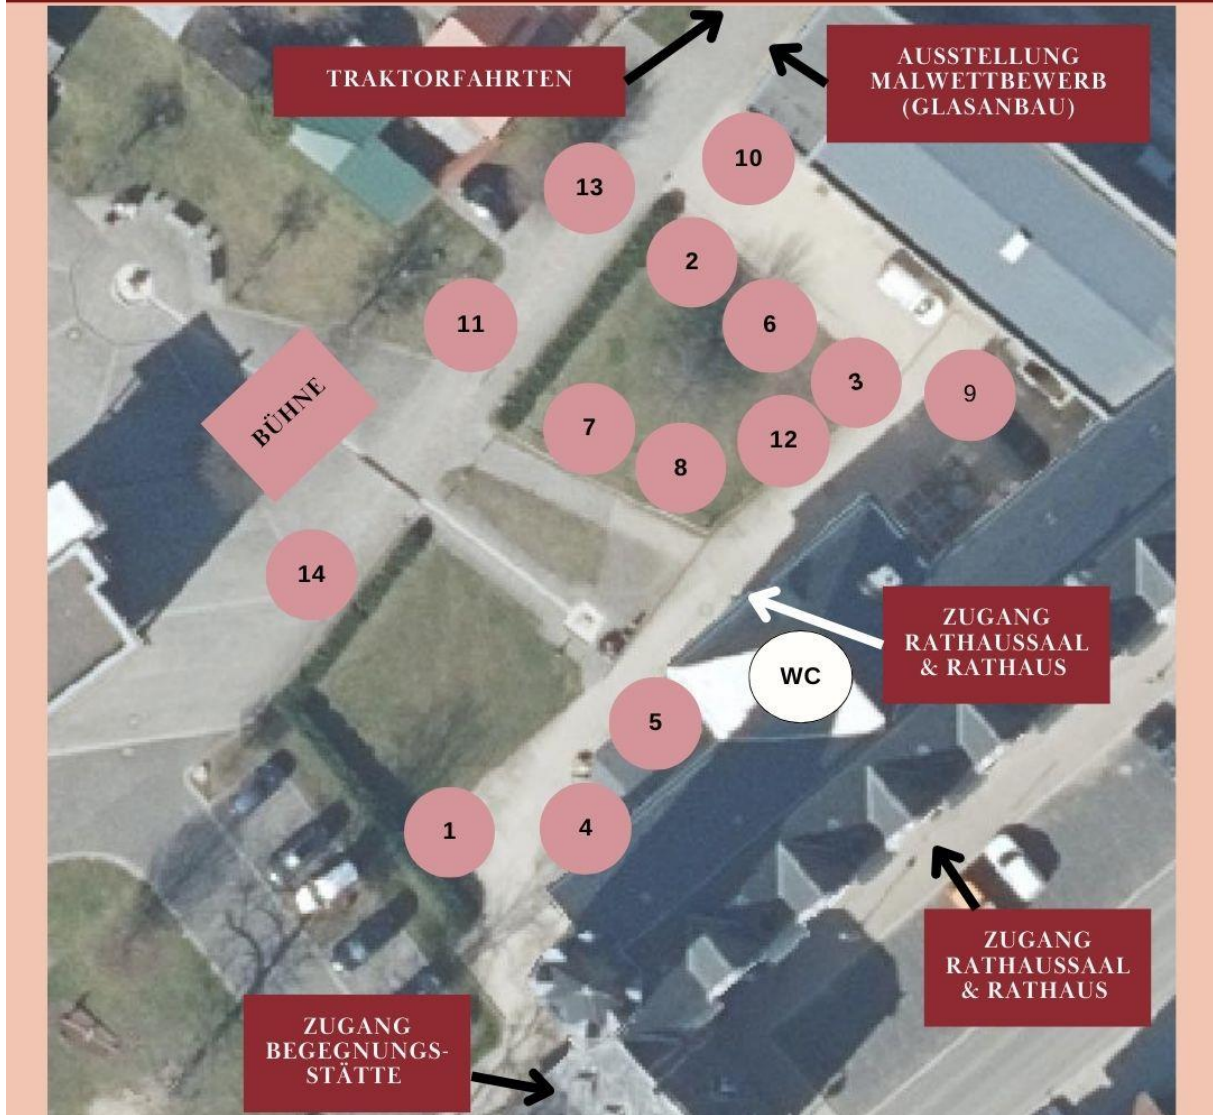 TRAKTORFAHRTEN
AUSSTELLUNG
MALWETTBEWERB
(GLASANBAU)
10
13
2
11
6
3
9
BÜHNE
7
12
8
14
ZUGANG
RATHAUSSAAL
& RATHAUS
WC
5
1
4
ZUGANG
RATHAUSSAAL
& RATHAUS
ZUGANG
BEGEGNUNGS-
STÄTTE